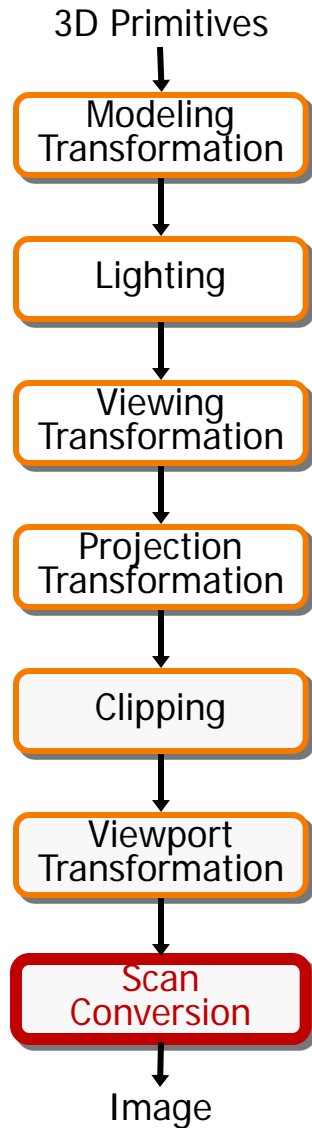 3D Primitives
Modeling
Transformation
Lighting
Viewing
Transformation
Projection
Transformation
Clipping
Viewport
Transformation
Scan
Conversion
Image